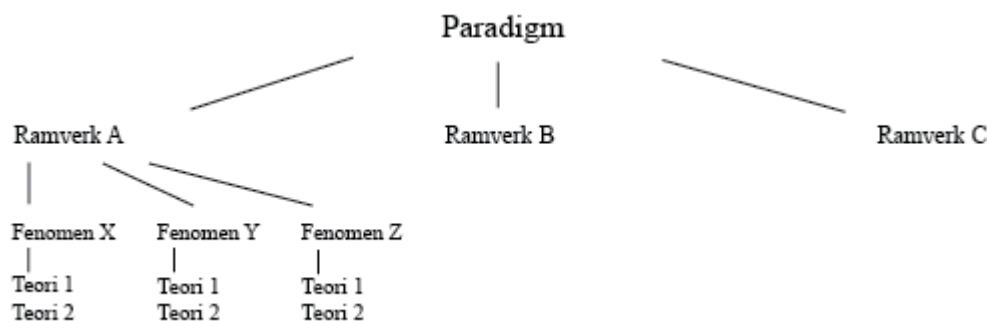 Paradigm
Ramverk A Ramverk B Ramverk C
Fenomen X Fenomen Y Fenomen Z
Teori 1 Teori 1 Teori 1
Teori 2 Teori 2 Teori 2